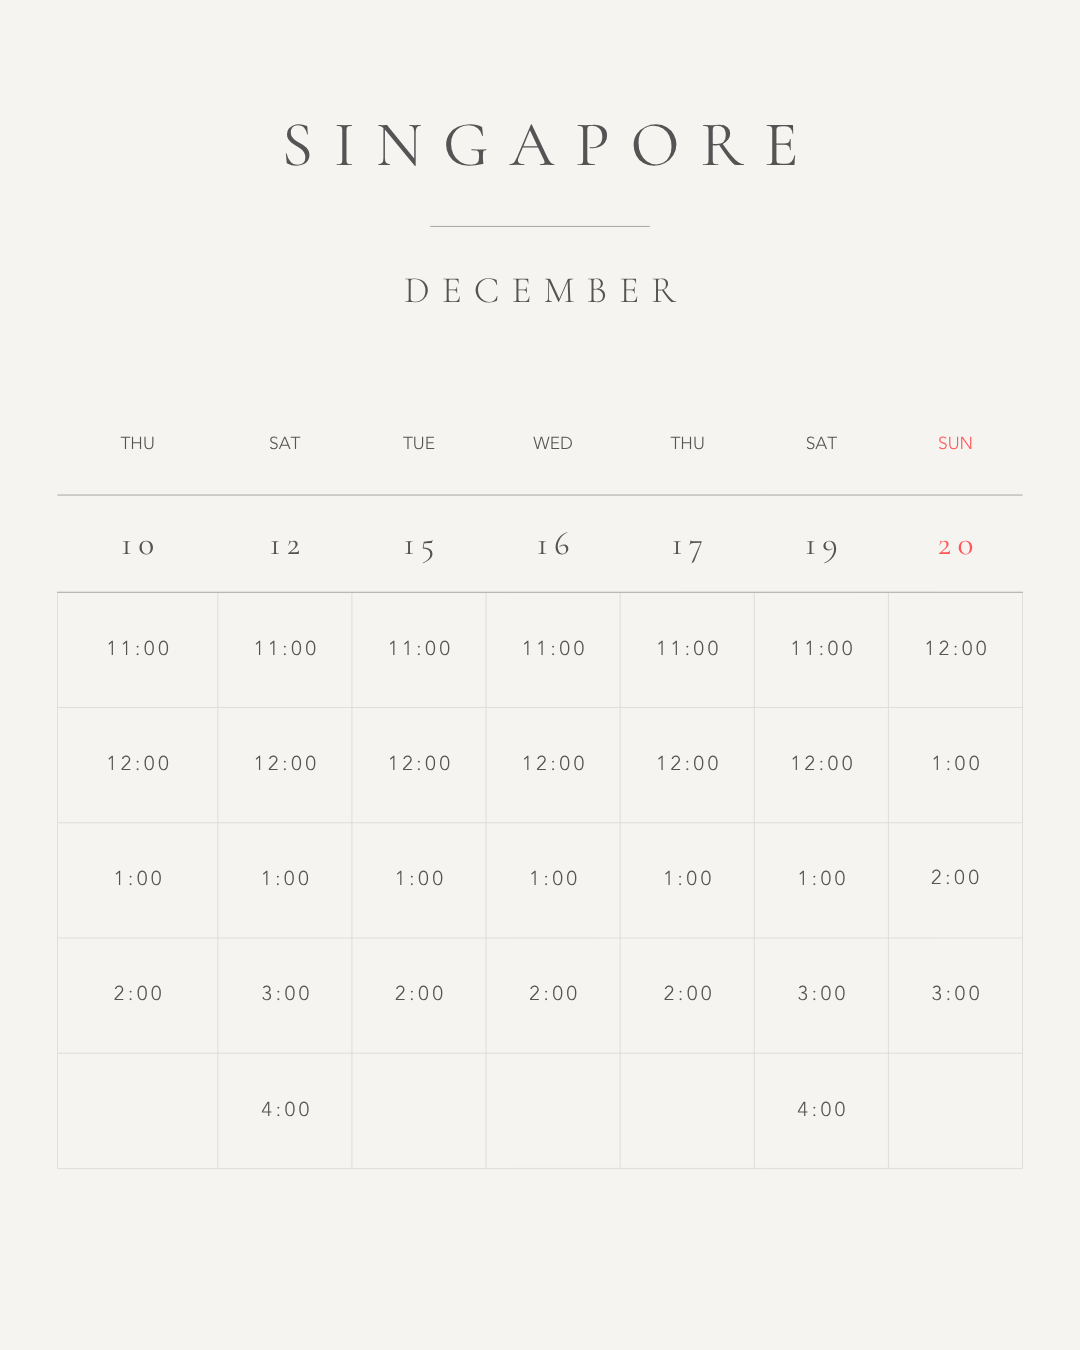 SINGAPORE
DECEMBER
THU SAT TUE WED THU SAT SUN
10 12 15 16 17 19 20
11:00 11:00 11:00 11:00 11:00 11:00 12:00
12:00 12:00 12:00 12:00 12:00 12:00 1:00
1:00 1:00 1:00 1:00 1:00 1:00 2:00
2:00 3:00 2:00 2:00 2:00 3:00 3:00
4:00 4:00